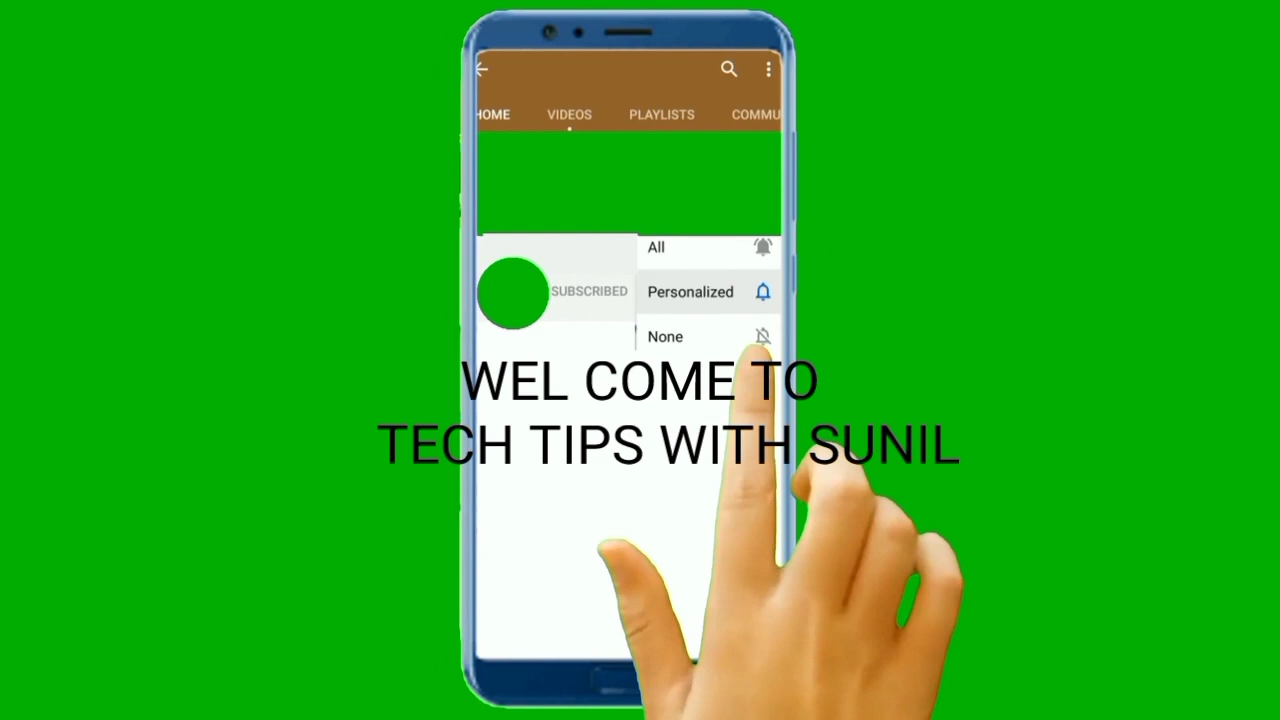 HOME VIDEOS PLAYLISTS COMMU
All
SUBSCRIBED Personalized
None
WEL COME TO
TECH TIPS WITH SUNIL